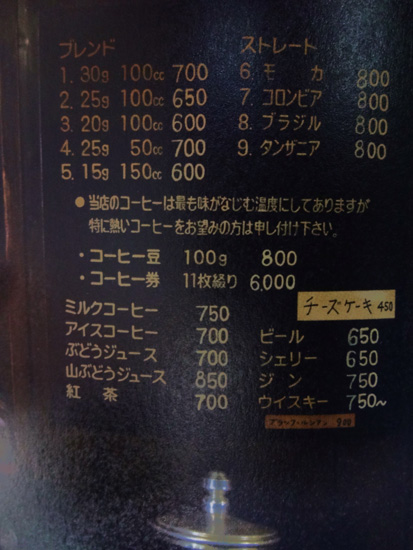 ブレンド
1. 30g 100cc 700
2. 25g 100cc 650
3. 20g 100cc 600
4. 25g 50cc 700
5. 15g 150cc 600
ストレート
6. モカ 800
7. コロンビア 800
8. ブラジル 800
9. タンザニア 800
●当店のコーヒーは最も味がなじむ温度にしてありますが
特に熱いコーヒーをお望みの方は申し付け下さい。
・コーヒー豆 100g 800
・コーヒー券 11枚綴り 6,000
チーズケーキ 450
ミルクコーヒー 750
アイスコーヒー 700
ぶどうジュース 700
山ぶどうジュース 850
紅茶 700
ビール 650
シェリー 650
ジン 750
ウイスキー 750~
900